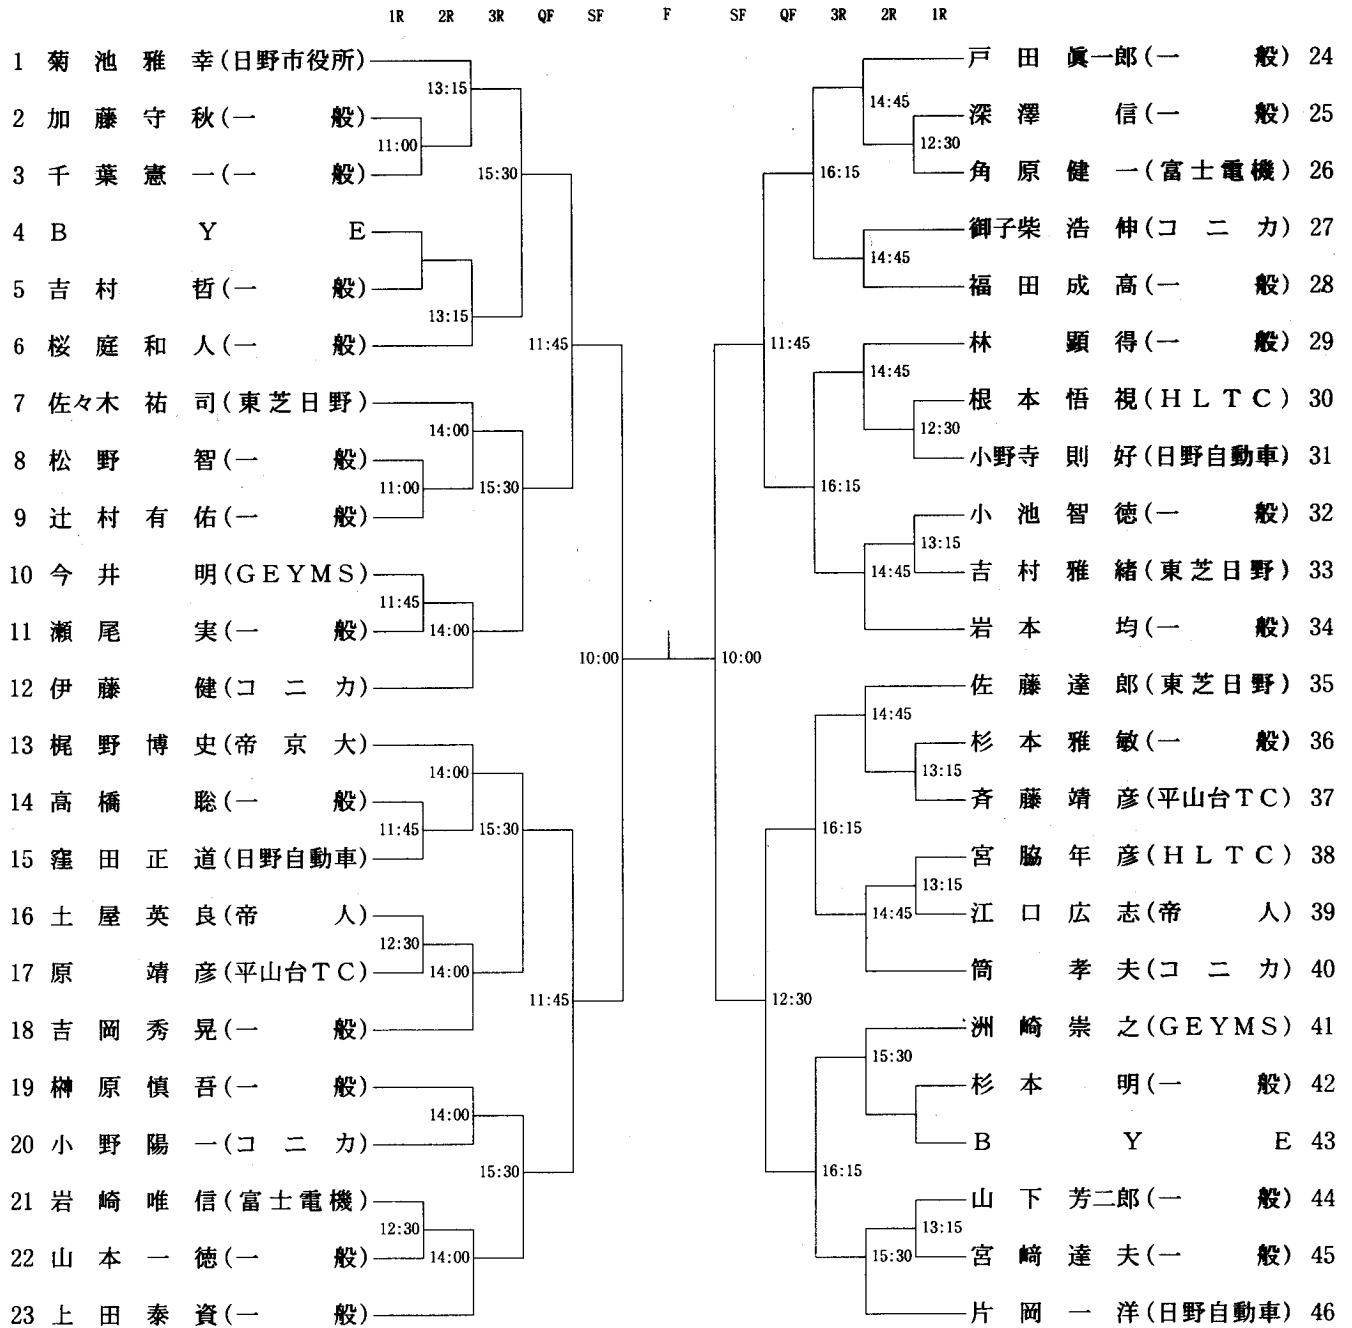 1R 2R 3R QF SF F SF QF 3R 2R 1R
1 菊池雅幸(日野市役所)
2 加藤守秋(一般)
3 千葉憲一(一般)
4 BYE
5 吉村哲(一般)
6 桜庭和人(一般)
7 佐々木祐司(東芝日野)
8 松野智(一般)
9 辻村有佑(一般)
10 今井明(GEYMS)
11 瀬尾実(一般)
12 伊藤健(コニカ)
13 梶野博史(帝京大)
14 高橋聡(一般)
15 窪田正道(日野自動車)
16 土屋英良(帝人)
17 原靖彦(平山台TC)
18 吉岡秀晃(一般)
19 榊原慎吾(一般)
20 小野陽一(コニカ)
21 岩崎唯信(富士電機)
22 山本一徳(一般)
23 上田泰資(一般)
13:15
11:00
15:30
13:15
11:45
14:00
11:00
15:30
11:45
14:00
10:00
14:00
11:45
15:30
12:30
14:00
11:45
14:00
15:30
12:30
14:00
戸田眞一郎(一般) 24
深澤信(一般) 25
角原健一(富士電機) 26
御子柴浩伸(コニカ) 27
福田成高(一般) 28
林顕得(一般) 29
根本悟視(HLTC) 30
小野寺則好(日野自動車) 31
小池智徳(一般) 32
吉村雅緒(東芝日野) 33
岩本均(一般) 34
佐藤達郎(東芝日野) 35
杉本雅敏(一般) 36
斉藤靖彦(平山台TC) 37
宮脇年彦(HLTC) 38
江口広志(帝人) 39
筒孝夫(コニカ) 40
洲崎崇之(GEYMS) 41
杉本明(一般) 42
BYE 43
山下芳二郎(一般) 44
宮﨑達夫(一般) 45
片岡一洋(日野自動車) 46
14:45
12:30
16:15
14:45
11:45
14:45
12:30
16:15
13:15
14:45
10:00
14:45
13:15
16:15
13:15
14:45
12:30
15:30
16:15
13:15
15:30